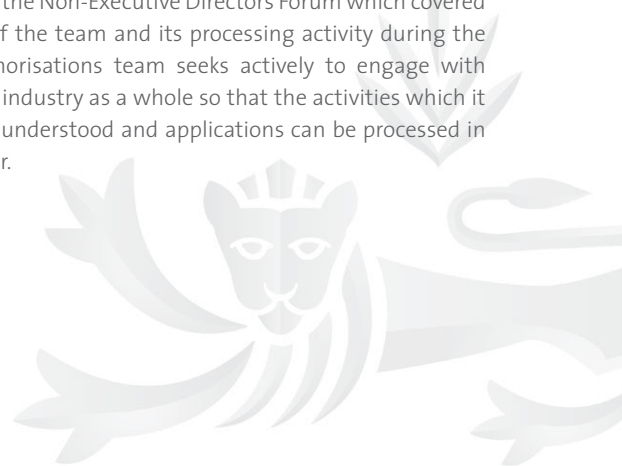 the Non-Executive Directors Forum which covered
f the team and its processing activity during the
norisations team seeks actively to engage with
industry as a whole so that the activities which it
understood and applications can be processed in
r.